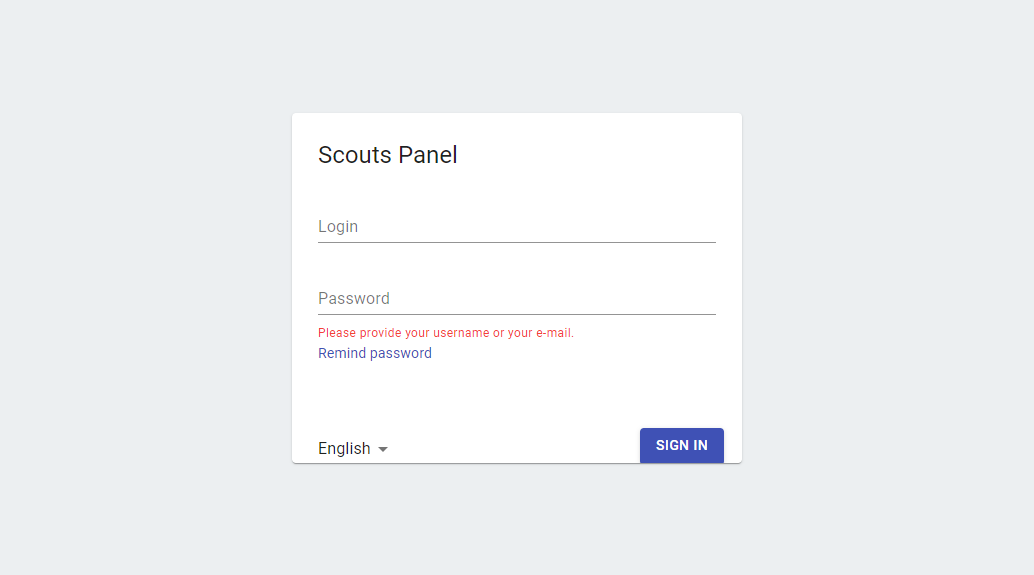 Scouts Panel
Login
Password
Please provide your username or your e-mail.
Remind password
English
SIGN IN